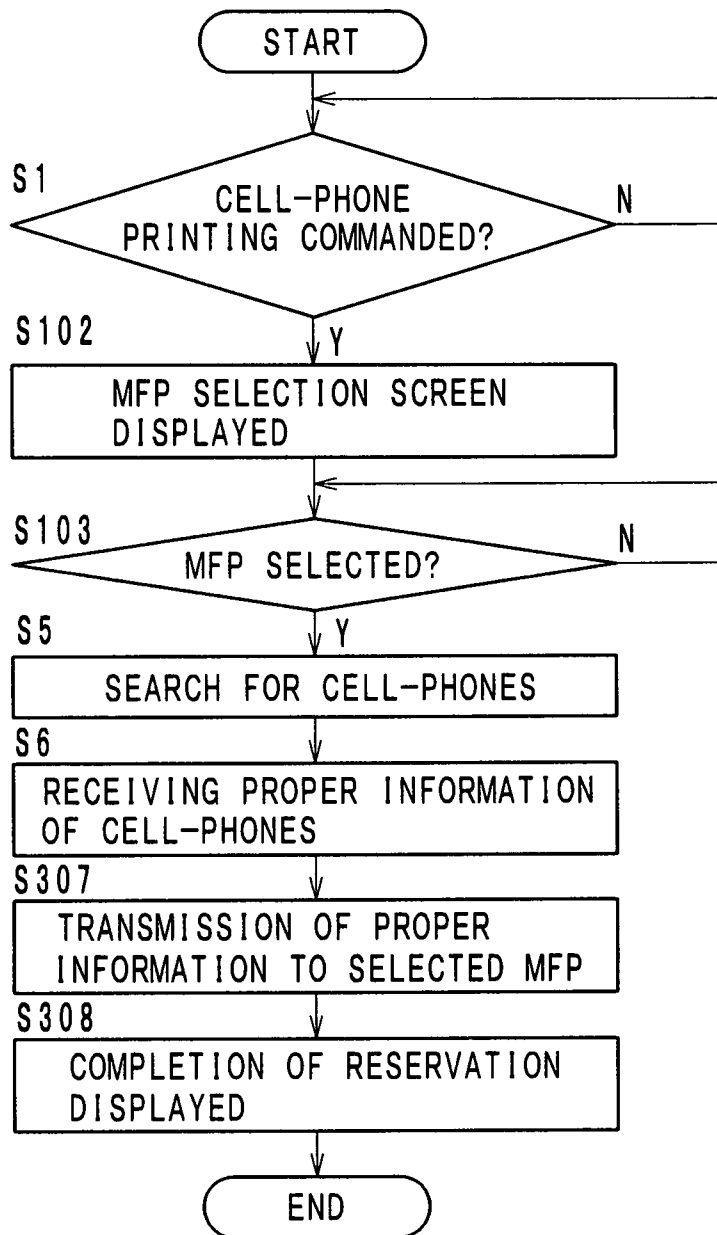 START
S1
CELL-PHONE
PRINTING COMMANDED?
N
S102
Y
MFP SELECTION SCREEN
DISPLAYED
S103
MFP SELECTED?
N
S5
Y
SEARCH FOR CELL-PHONES
S6
RECEIVING PROPER INFORMATION
OF CELL-PHONES
S307
TRANSMISSION OF PROPER
INFORMATION TO SELECTED MFP
S308
COMPLETION OF RESERVATION
DISPLAYED
END